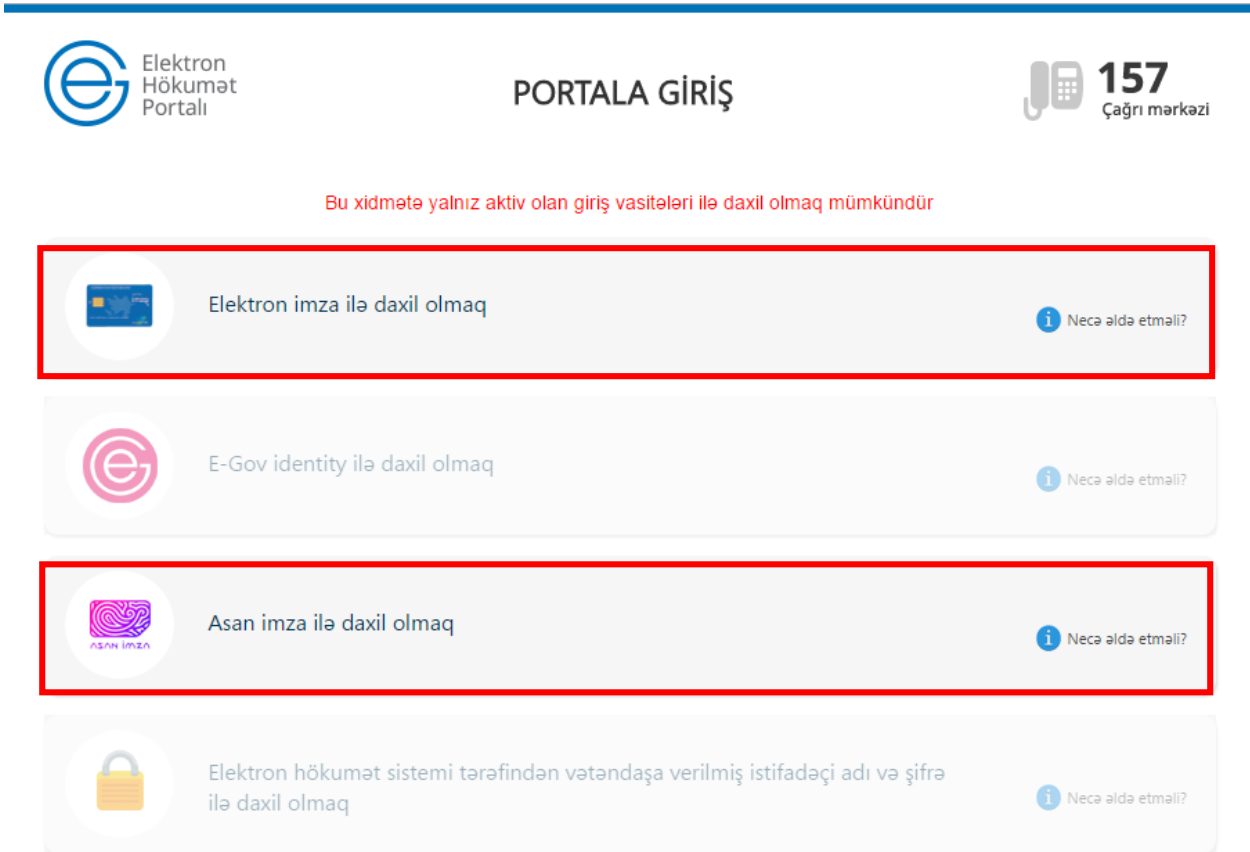 Elektron
Hökumət
Portalı
PORTALA GİRİŞ
157
Çağrı mərkəzi
Bu xidmətə yalnız aktiv olan giriş vasitələri ilə daxil olmaq mümkündür
Elektron imza ilə daxil olmaq
Necə əldə etməli?
E-Gov identity ilə daxil olmaq
Necə əldə etməli?
Asan imza ilə daxil olmaq
Necə əldə etməli?
ASAN İMZA
Elektron hökumət sistemi tərəfindən vətəndaşa verilmiş istifadəçi adı və şifrə
ilə daxil olmaq
Necə əldə etməli?